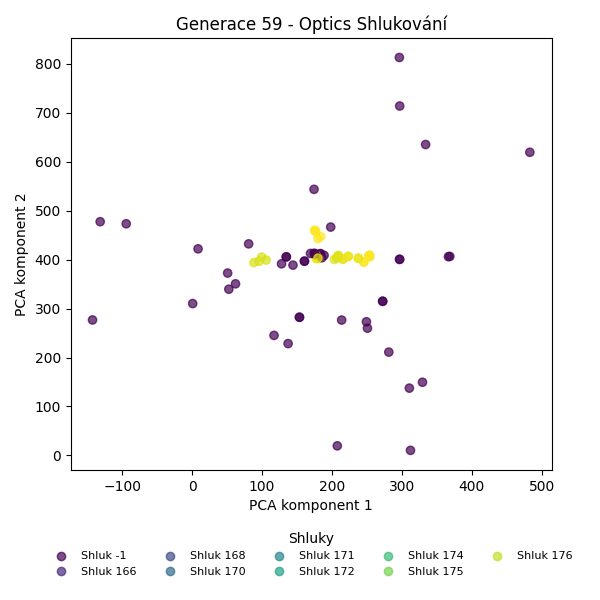 Generace 59 - Optics Shlukování
PCA komponent 2
800
700
600
500
400
300
200
100
0
−100 0 100 200 300 400 500
PCA komponent 1
Shluky
Shluk -1 Shluk 168 Shluk 171 Shluk 174 Shluk 176
Shluk 166 Shluk 170 Shluk 172 Shluk 175